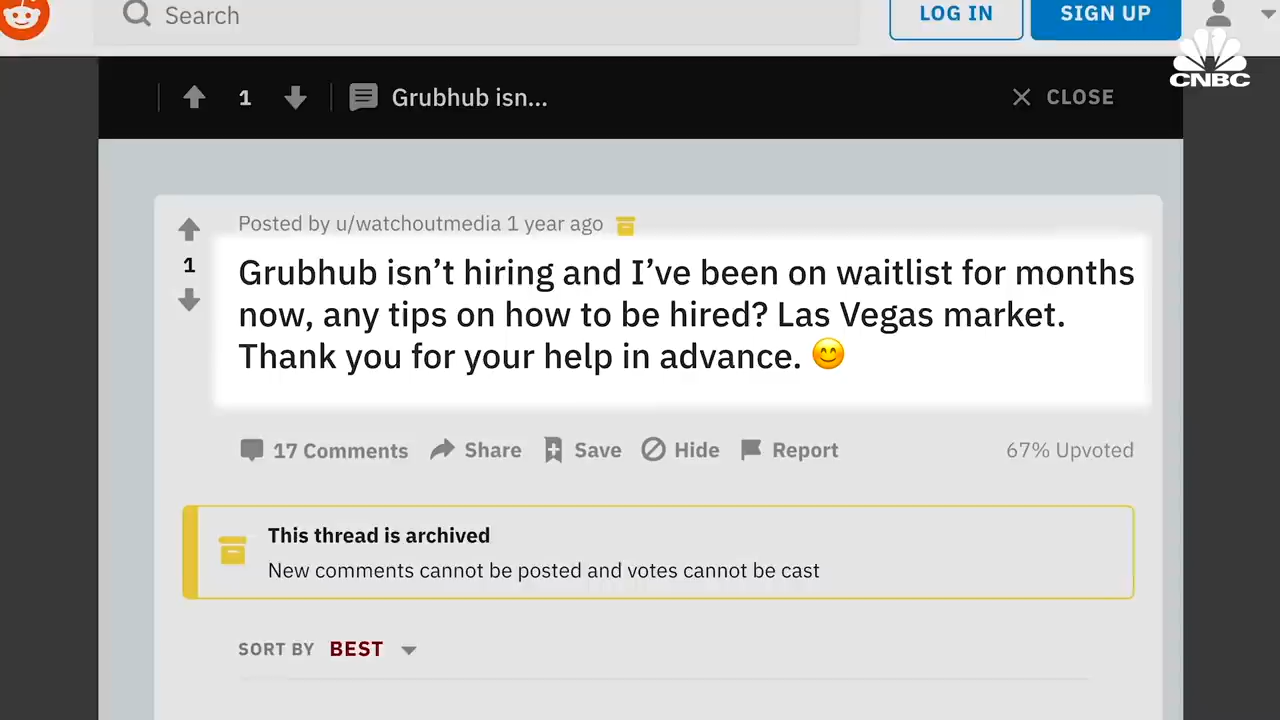 Search
LOG IN
SIGN UP
CNBC
1
Grubhub isn...
CLOSE
Posted by u/watchoutmedia 1 year ago
1
Grubhub isn’t hiring and I’ve been on waitlist for months
now, any tips on how to be hired? Las Vegas market.
Thank you for your help in advance. 😊
17 Comments Share Save Hide Report 67% Upvoted
This thread is archived
New comments cannot be posted and votes cannot be cast
SORT BY BEST